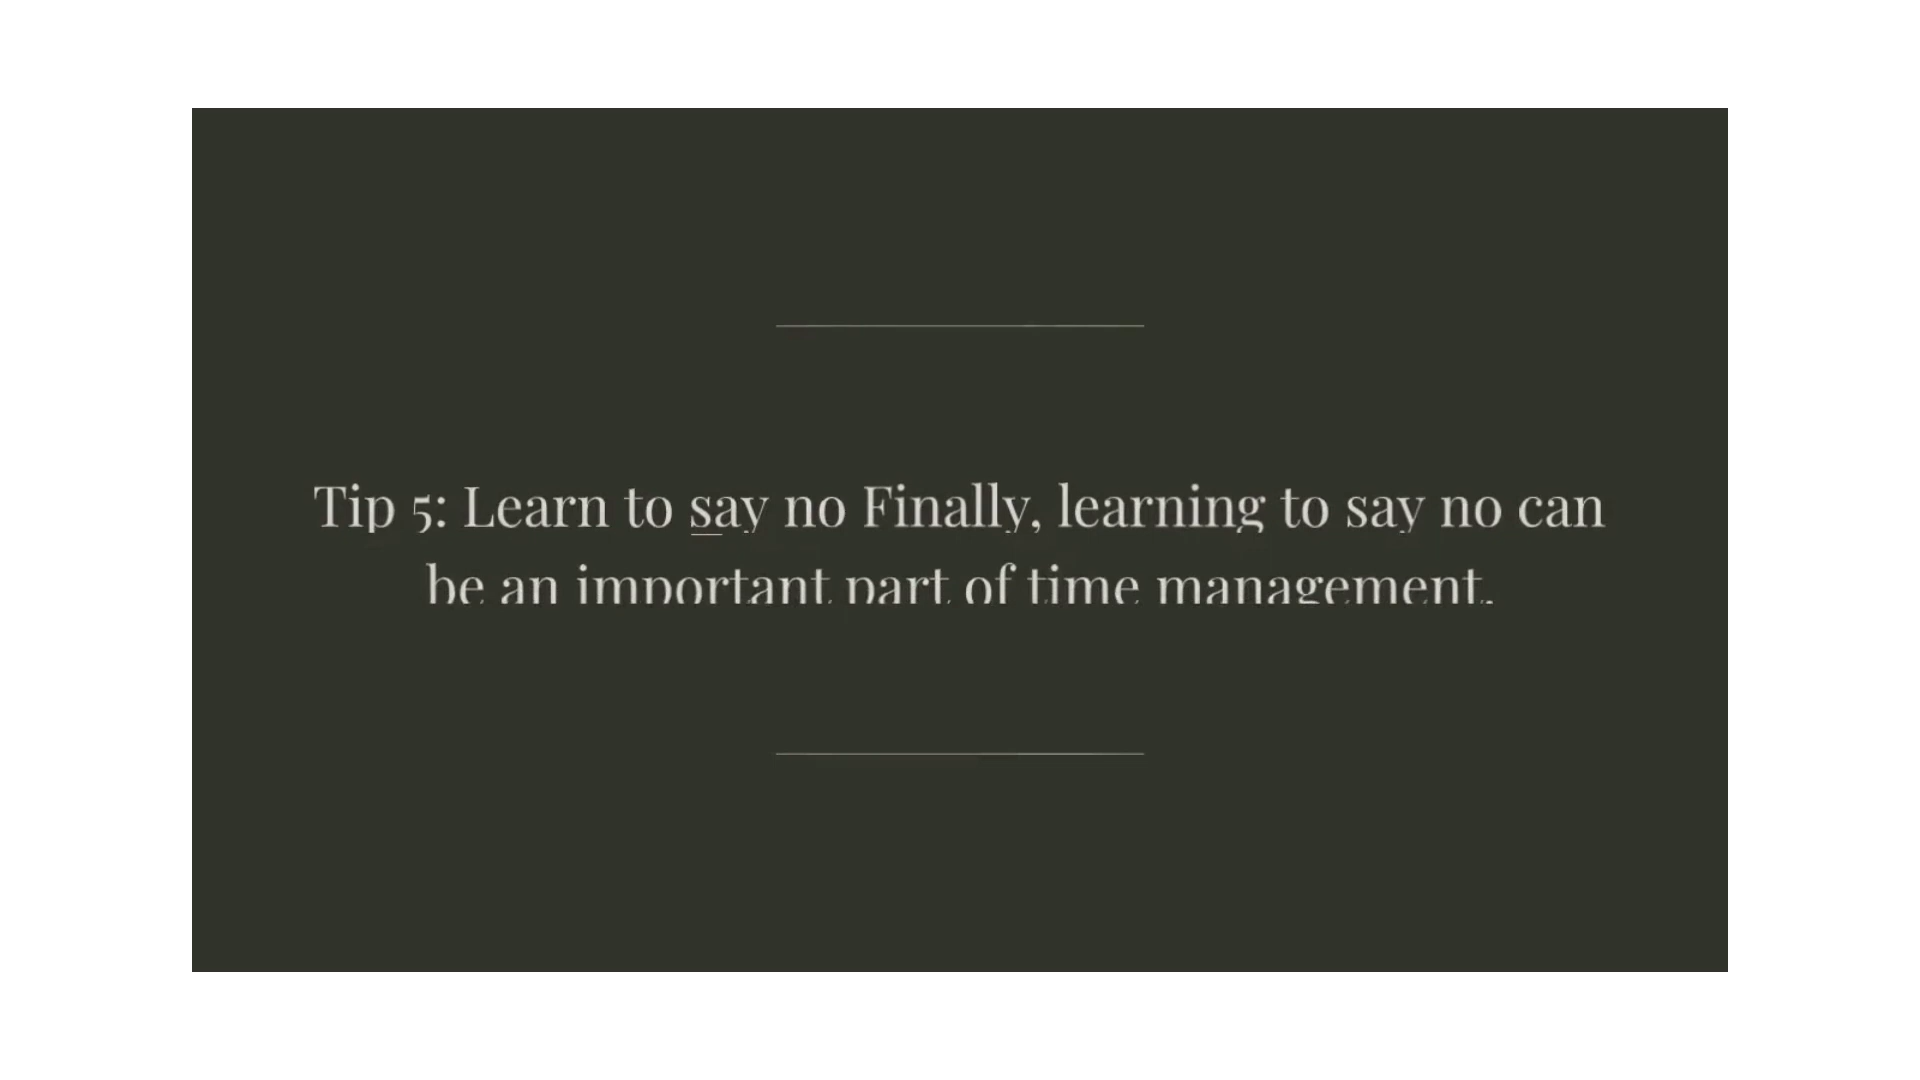 Tip 5: Learn to say no Finally, learning to say no can
be an important part of time management.